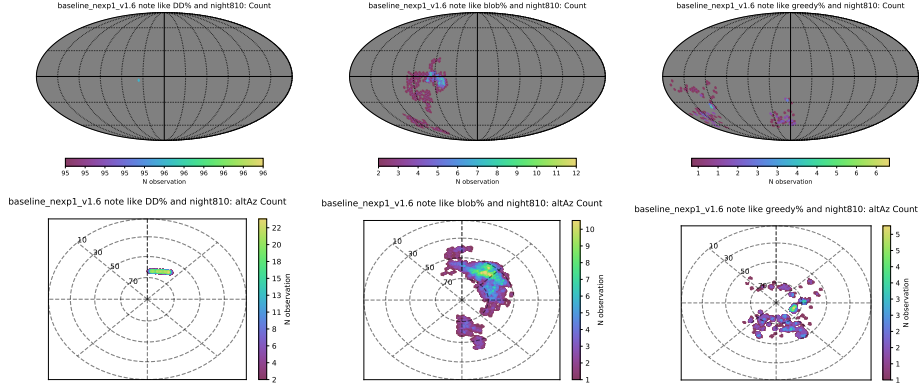 baseline_nexp1_v1.6 note like DD% and night810: Count
95 95 95 95 96 96 96 96 96
N observation
baseline_nexp1_v1.6 note like blob% and night810: Count
2 3 4 5 6 7 8 9 10 11 12
N observation
baseline_nexp1_v1.6 note like greedy% and night810: Count
1 1 2 3 3 4 4 5 6 6
N observation
baseline_nexp1_v1.6 note like DD% and night810: altAz Count
10
30
50
70
22
20
18
16
13
11
9
7
4
2
N observation
baseline_nexp1_v1.6 note like blob% and night810: altAz Count
10
30
50
70
10
9
8
7
6
5
4
3
2
1
N observation
baseline_nexp1_v1.6 note like greedy% and night810: altAz Count
10
30
50
70
5
5
4
4
3
3
2
2
1
1
N observation